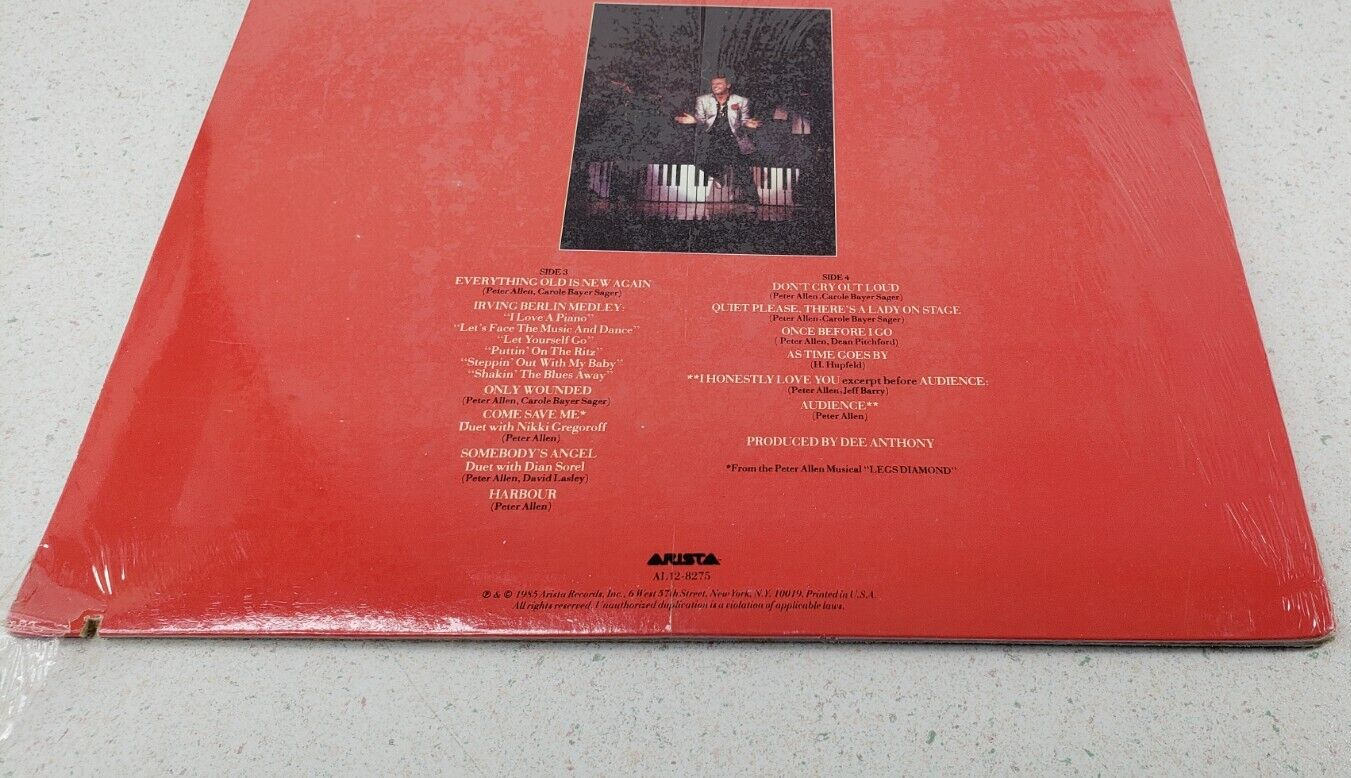 SIDE 3
EVERYTHING OLD IS NEW AGAIN
(Peter Allen, Carole Bayer Sager)
IRVING BERLIN MEDLEY:
"I Love A Piano"
"Let's Face The Music And Dance"
"Let Yourself Go"
"Puttin' On The Ritz"
"Steppin' Out With My Baby"
"Shakin' The Blues Away"
ONLY WOUNDED
(Peter Allen, Carole Bayer Sager)
COME SAVE ME*
Duet with Nikki Gregoroff
(Peter Allen)
SOMEBODY'S ANGEL
Duet with Dian Sorel
(Peter Allen, David Lasley)
HARBOUR
(Peter Allen)
SIDE 4
DON'T CRY OUT LOUD
(Peter Allen, Carole Bayer Sager)
QUIET PLEASE, THERE'S A LADY ON STAGE
(Peter Allen, Carole Bayer Sager)
ONCE BEFORE I GO
(Peter Allen, Dean Pitchford)
AS TIME GOES BY
(H. Hupfeld)
**I HONESTLY LOVE YOU excerpt before AUDIENCE:
(Peter Allen, Jeff Barry)
AUDIENCE**
(Peter Allen)
PRODUCED BY DEE ANTHONY
*From the Peter Allen Musical "LEGS DIAMOND"
ARISTA
AL12-8275
℗ & © 1985 Arista Records, Inc., 6 West 57th Street, New York, N.Y. 10019. Printed in U.S.A.
All rights reserved. Unauthorized duplication is a violation of applicable laws.